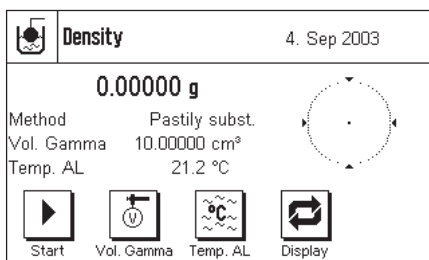 Density 4. Sep 2003
0.00000 g
Method Pastily subst.
Vol. Gamma 10.00000 cm³
Temp. AL 21.2 °C
V °C
Start Vol. Gamma Temp. AL Display